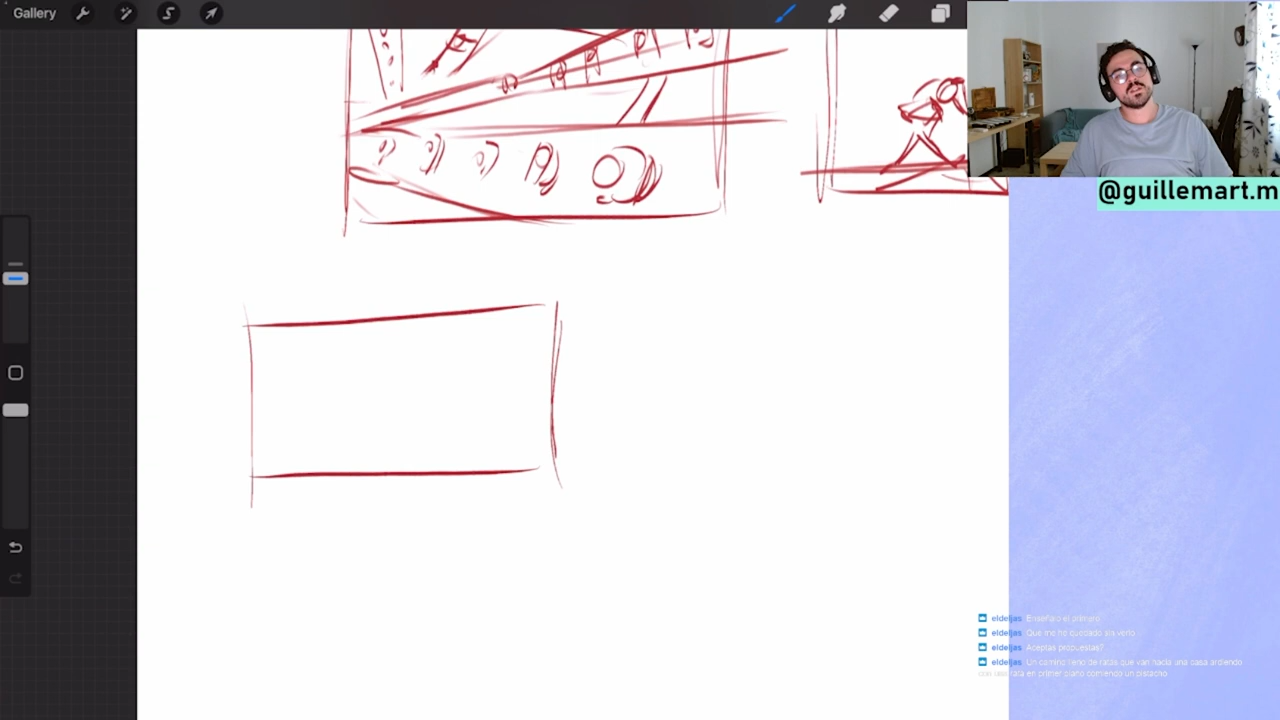 Gallery
@guillemart.m
eldeljas Enséñalo el primero
eldeljas Que me he quedado sin verlo
eldeljas Aceptas propuestas?
eldeljas Un camino lleno de ratas que van hacia una casa ardiendo
con una rata en primer plano comiendo un pistacho